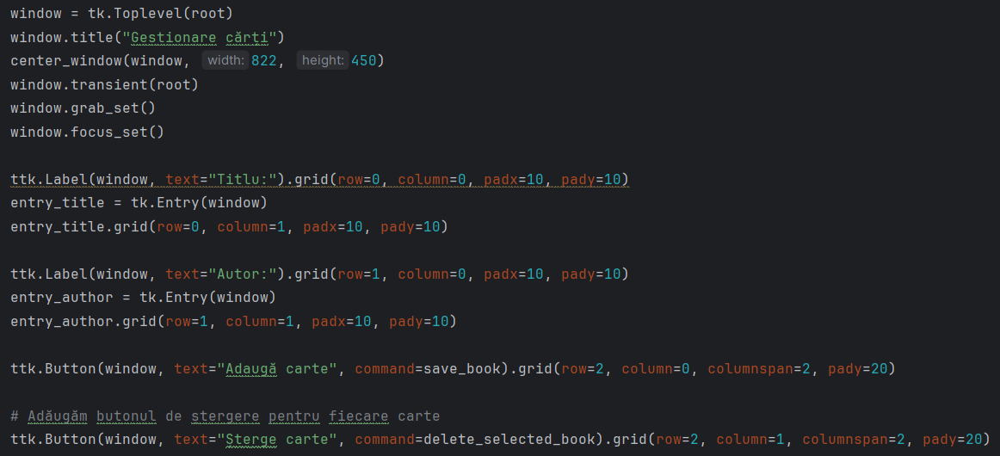 window = tk.Toplevel(root)
window.title("Gestionare cărți")
center_window(window, width: 822, height: 450)
window.transient(root)
window.grab_set()
window.focus_set()
ttk.Label(window, text="Titlu:").grid(row=0, column=0, padx=10, pady=10)
entry_title = tk.Entry(window)
entry_title.grid(row=0, column=1, padx=10, pady=10)
ttk.Label(window, text="Autor:").grid(row=1, column=0, padx=10, pady=10)
entry_author = tk.Entry(window)
entry_author.grid(row=1, column=1, padx=10, pady=10)
ttk.Button(window, text="Adaugă carte", command=save_book).grid(row=2, column=0, columnspan=2, pady=20)
# Adăugăm butonul de ștergere pentru fiecare carte
ttk.Button(window, text="Șterge carte", command=delete_selected_book).grid(row=2, column=1, columnspan=2, pady=20)